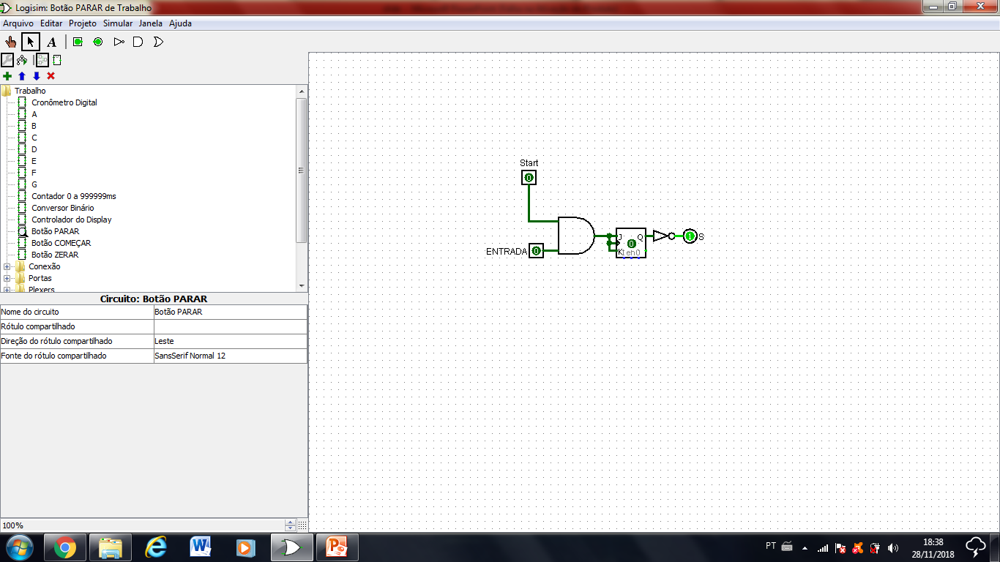 Logisim: Botão PARAR de Trabalho
Arquivo Editar Projeto Simular Janela Ajuda
A
Trabalho
Cronômetro Digital
A
B
C
D
E
F
G
Contador 0 a 999999ms
Conversor Binário
Controlador do Display
Botão PARAR
Botão COMEÇAR
Botão ZERAR
Conexão
Portas
Plexers
Circuito: Botão PARAR
Nome do circuito Botão PARAR
Rótulo compartilhado
Direção do rótulo compartilhado Leste
Fonte do rótulo compartilhado SansSerif Normal 12
100%
Start
0
ENTRADA 0
J Q
0
K
1 S
PT
18:38
28/11/2018